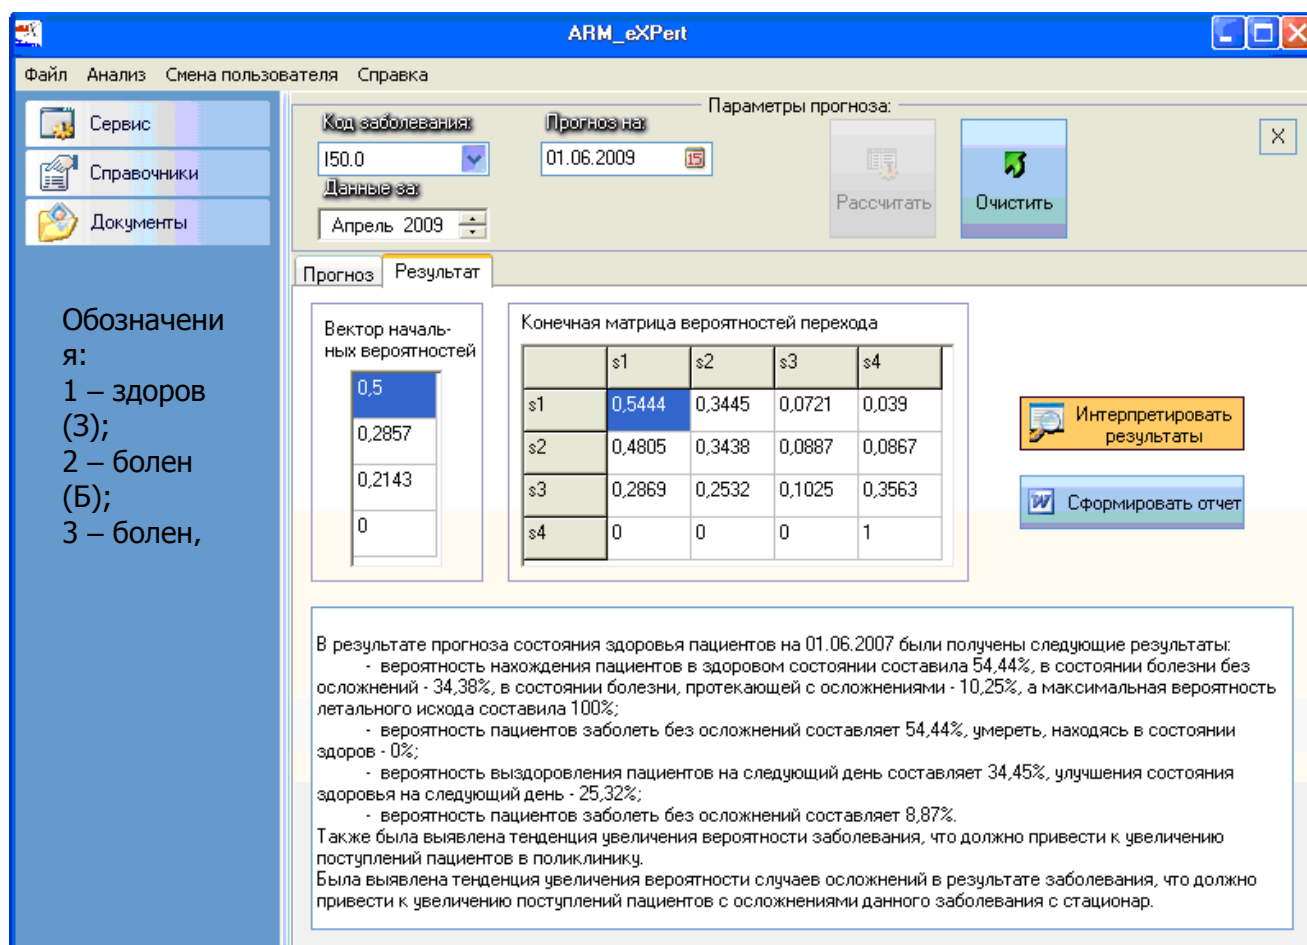 ARM_eXPert
Файл Анализ Смена пользователя Справка
Сервис
Справочники
Документы
Обозначени
я:
1 – здоров
(З);
2 – болен
(Б);
3 – болен,
Параметры прогноза:
Код заболевания:
I50.0
Прогноз на:
01.06.2009
15
Данные за:
Апрель 2009
Рассчитать
Очистить
X
Прогноз Результат
Вектор началь-
ных вероятностей
0,5
0,2857
0,2143
0
Конечная матрица вероятностей перехода
s1 s2 s3 s4
s1 0,5444 0,3445 0,0721 0,039
s2 0,4805 0,3438 0,0887 0,0867
s3 0,2869 0,2532 0,1025 0,3563
s4 0 0 0 1
Интерпретировать
результаты
W Сформировать отчет
В результате прогноза состояния здоровья пациентов на 01.06.2007 были получены следующие результаты:
- вероятность нахождения пациентов в здоровом состоянии составила 54,44%, в состоянии болезни без
осложнений - 34,38%, в состоянии болезни, протекающей с осложнениями - 10,25%, а максимальная вероятность
летального исхода составила 100%;
- вероятность пациентов заболеть без осложнений составляет 54,44%, умереть, находясь в состоянии
здоров - 0%;
- вероятность выздоровления пациентов на следующий день составляет 34,45%, улучшения состояния
здоровья на следующий день - 25,32%;
- вероятность пациентов заболеть без осложнений составляет 8,87%.
Также была выявлена тенденция увеличения вероятности заболевания, что должно привести к увеличению
поступлений пациентов в поликлинику.
Была выявлена тенденция увеличения вероятности случаев осложнений в результате заболевания, что должно
привести к увеличению поступлений пациентов с осложнениями данного заболевания с стационар.